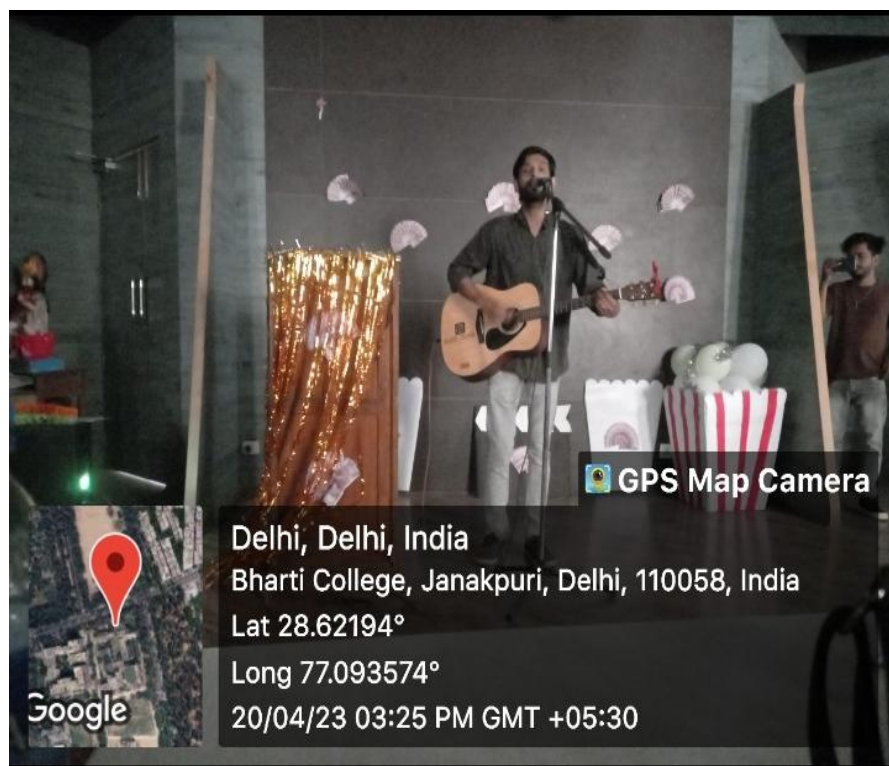 GPS Map Camera
Delhi, Delhi, India
Bharti College, Janakpuri, Delhi, 110058, India
Lat 28.62194°
Long 77.093574°
20/04/23 03:25 PM GMT +05:30
Google